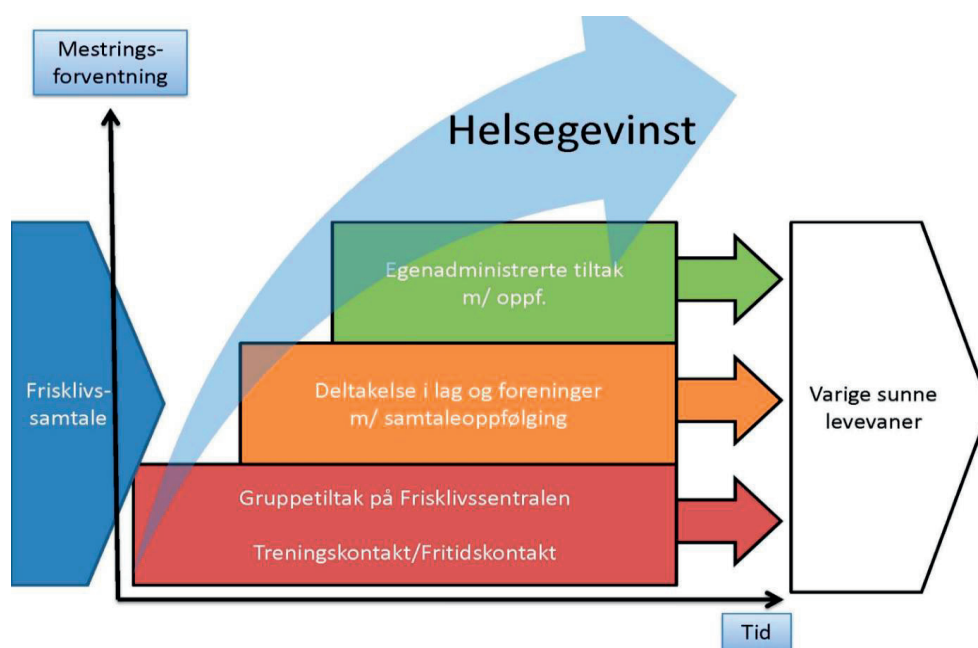 Mestrings-
forventning
Helsegevinst
Egenadministrerte tiltak
m/ oppf.
Frisklivs-
samtale
Deltakelse i lag og foreninger
m/ samtaleoppfølging
Varige sunne
levevaner
Gruppetiltak på Frisklivssentralen
Treningskontakt/Fritidskontakt
Tid